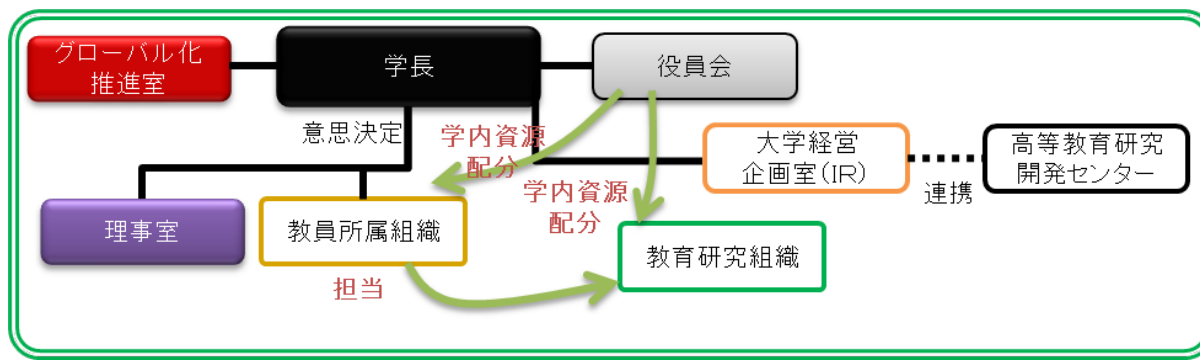 グローバル化
推進室
学長
役員会
意思決定
学内資源
配分
大学経営
企画室(IR)
連携
高等教育研究
開発センター
理事室
教員所属組織
学内資源
配分
教育研究組織
担当